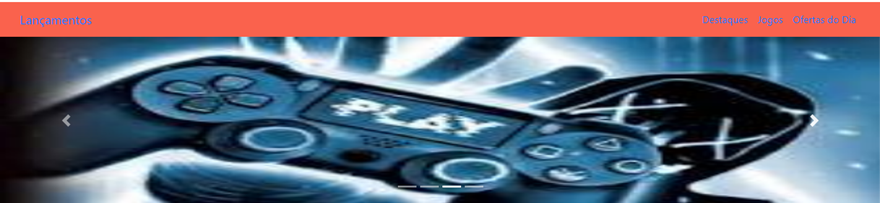 Lançamentos
Destaques Jogos Ofertas do Dia
PLAY